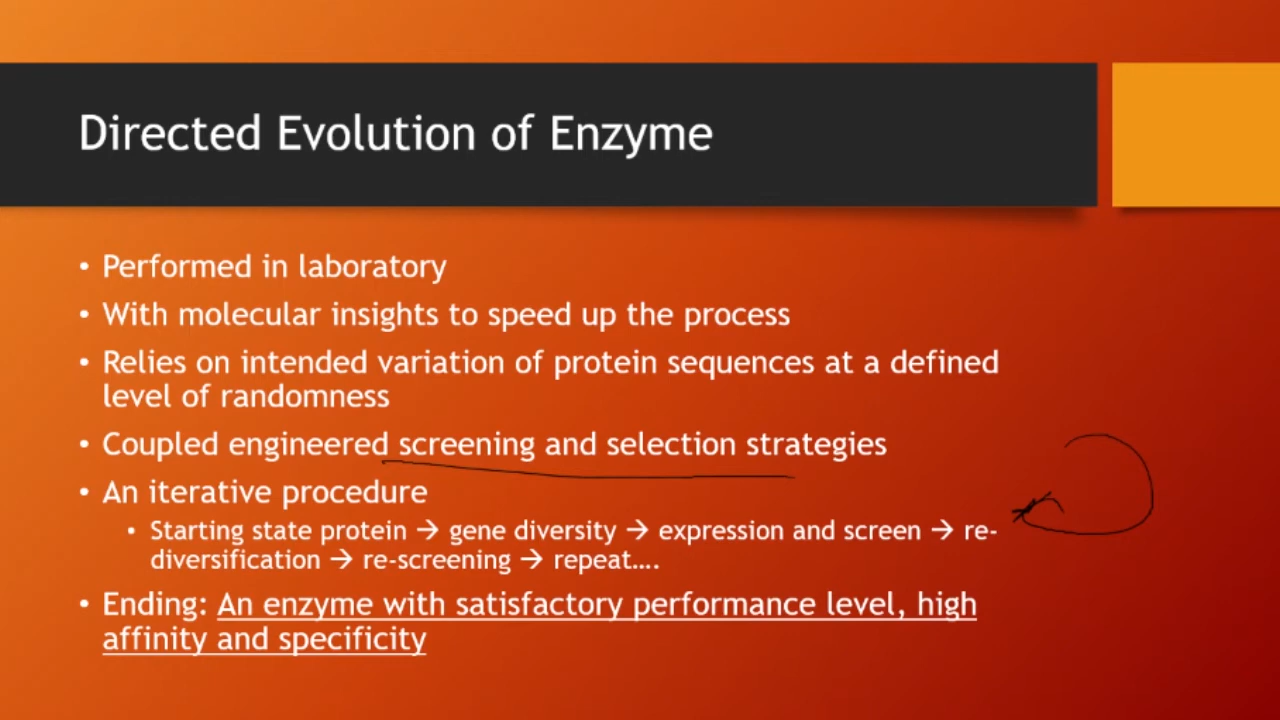 Directed Evolution of Enzyme
• Performed in laboratory
• With molecular insights to speed up the process
• Relies on intended variation of protein sequences at a defined
level of randomness
• Coupled engineered screening and selection strategies
• An iterative procedure
• Starting state protein → gene diversity → expression and screen → re-
diversification → re-screening → repeat….
• Ending: An enzyme with satisfactory performance level, high
affinity and specificity